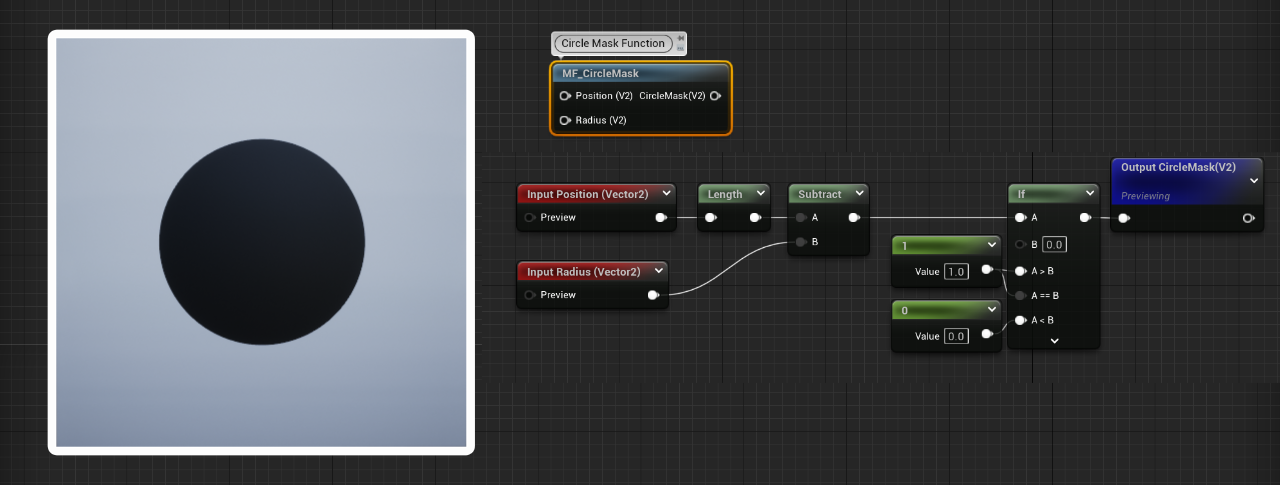 Circle Mask Function
MF_CircleMask
Position (V2) CircleMask(V2)
Radius (V2)
Output CircleMask(V2)
Previewing
Input Position (Vector2)
Preview
Length
Subtract
A
B
If
A
B 0.0
A > B
A == B
A < B
1
Value 1.0
Input Radius (Vector2)
Preview
0
Value 0.0